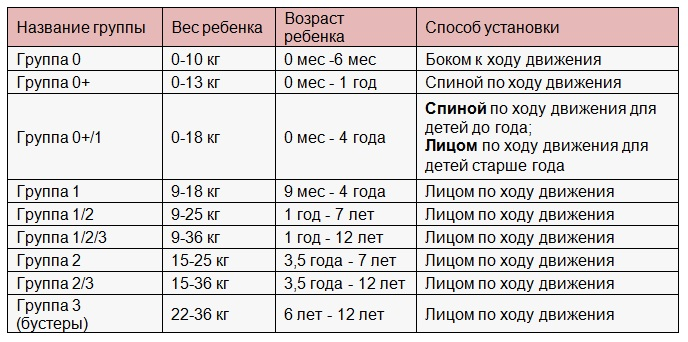 Название группы Вес ребенка Возраст ребенка Способ установки
Группа 0 0-10 кг 0 мес -6 мес Боком к ходу движения
Группа 0+ 0-13 кг 0 мес - 1 год Спиной по ходу движения
Группа 0+/1 0-18 кг 0 мес - 4 года Спиной по ходу движения для
детей до года;
Лицом по ходу движения для
детей старше года
Группа 1 9-18 кг 9 мес - 4 года Лицом по ходу движения
Группа 1/2 9-25 кг 1 год - 7 лет Лицом по ходу движения
Группа 1/2/3 9-36 кг 1 год - 12 лет Лицом по ходу движения
Группа 2 15-25 кг 3,5 года - 7 лет Лицом по ходу движения
Группа 2/3 15-36 кг 3,5 года - 12 лет Лицом по ходу движения
Группа 3
(бустеры) 22-36 кг 6 лет - 12 лет Лицом по ходу движения